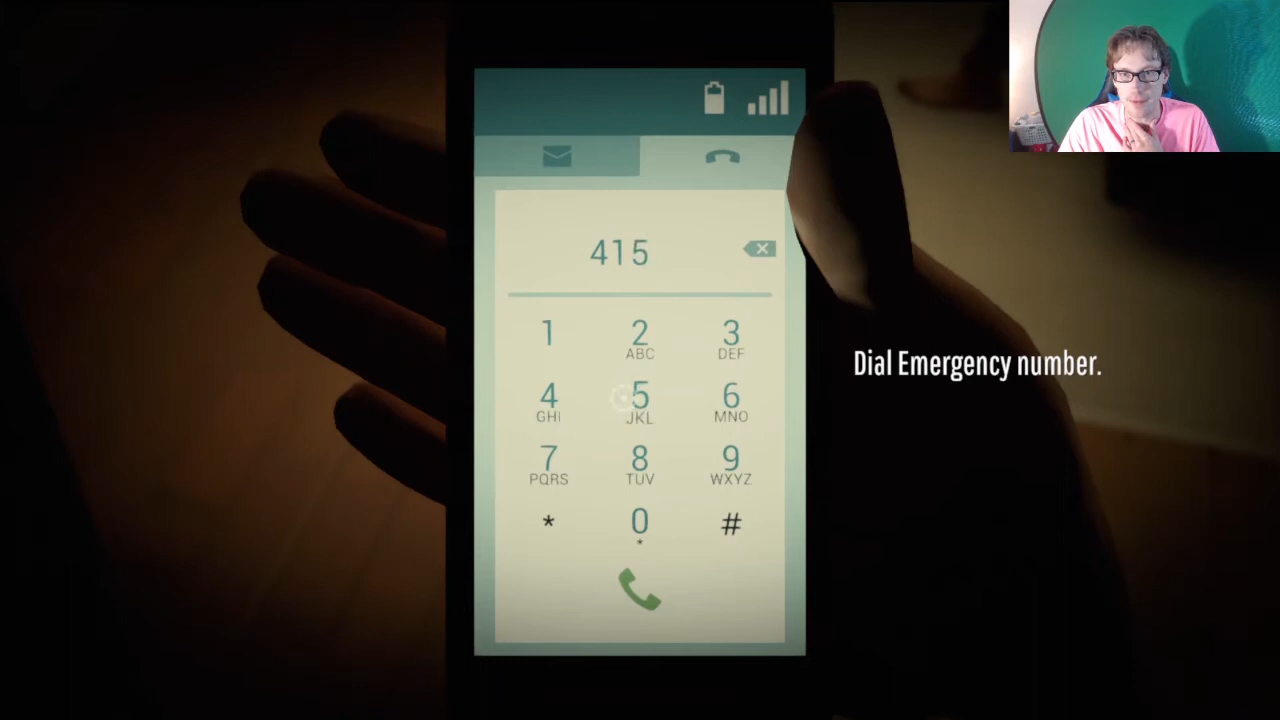 415
1 2 3
ABC DEF
Dial Emergency number.
4 5 6
GHI JKL MNO
7 8 9
PQRS TUV WXYZ
* 0 #
*